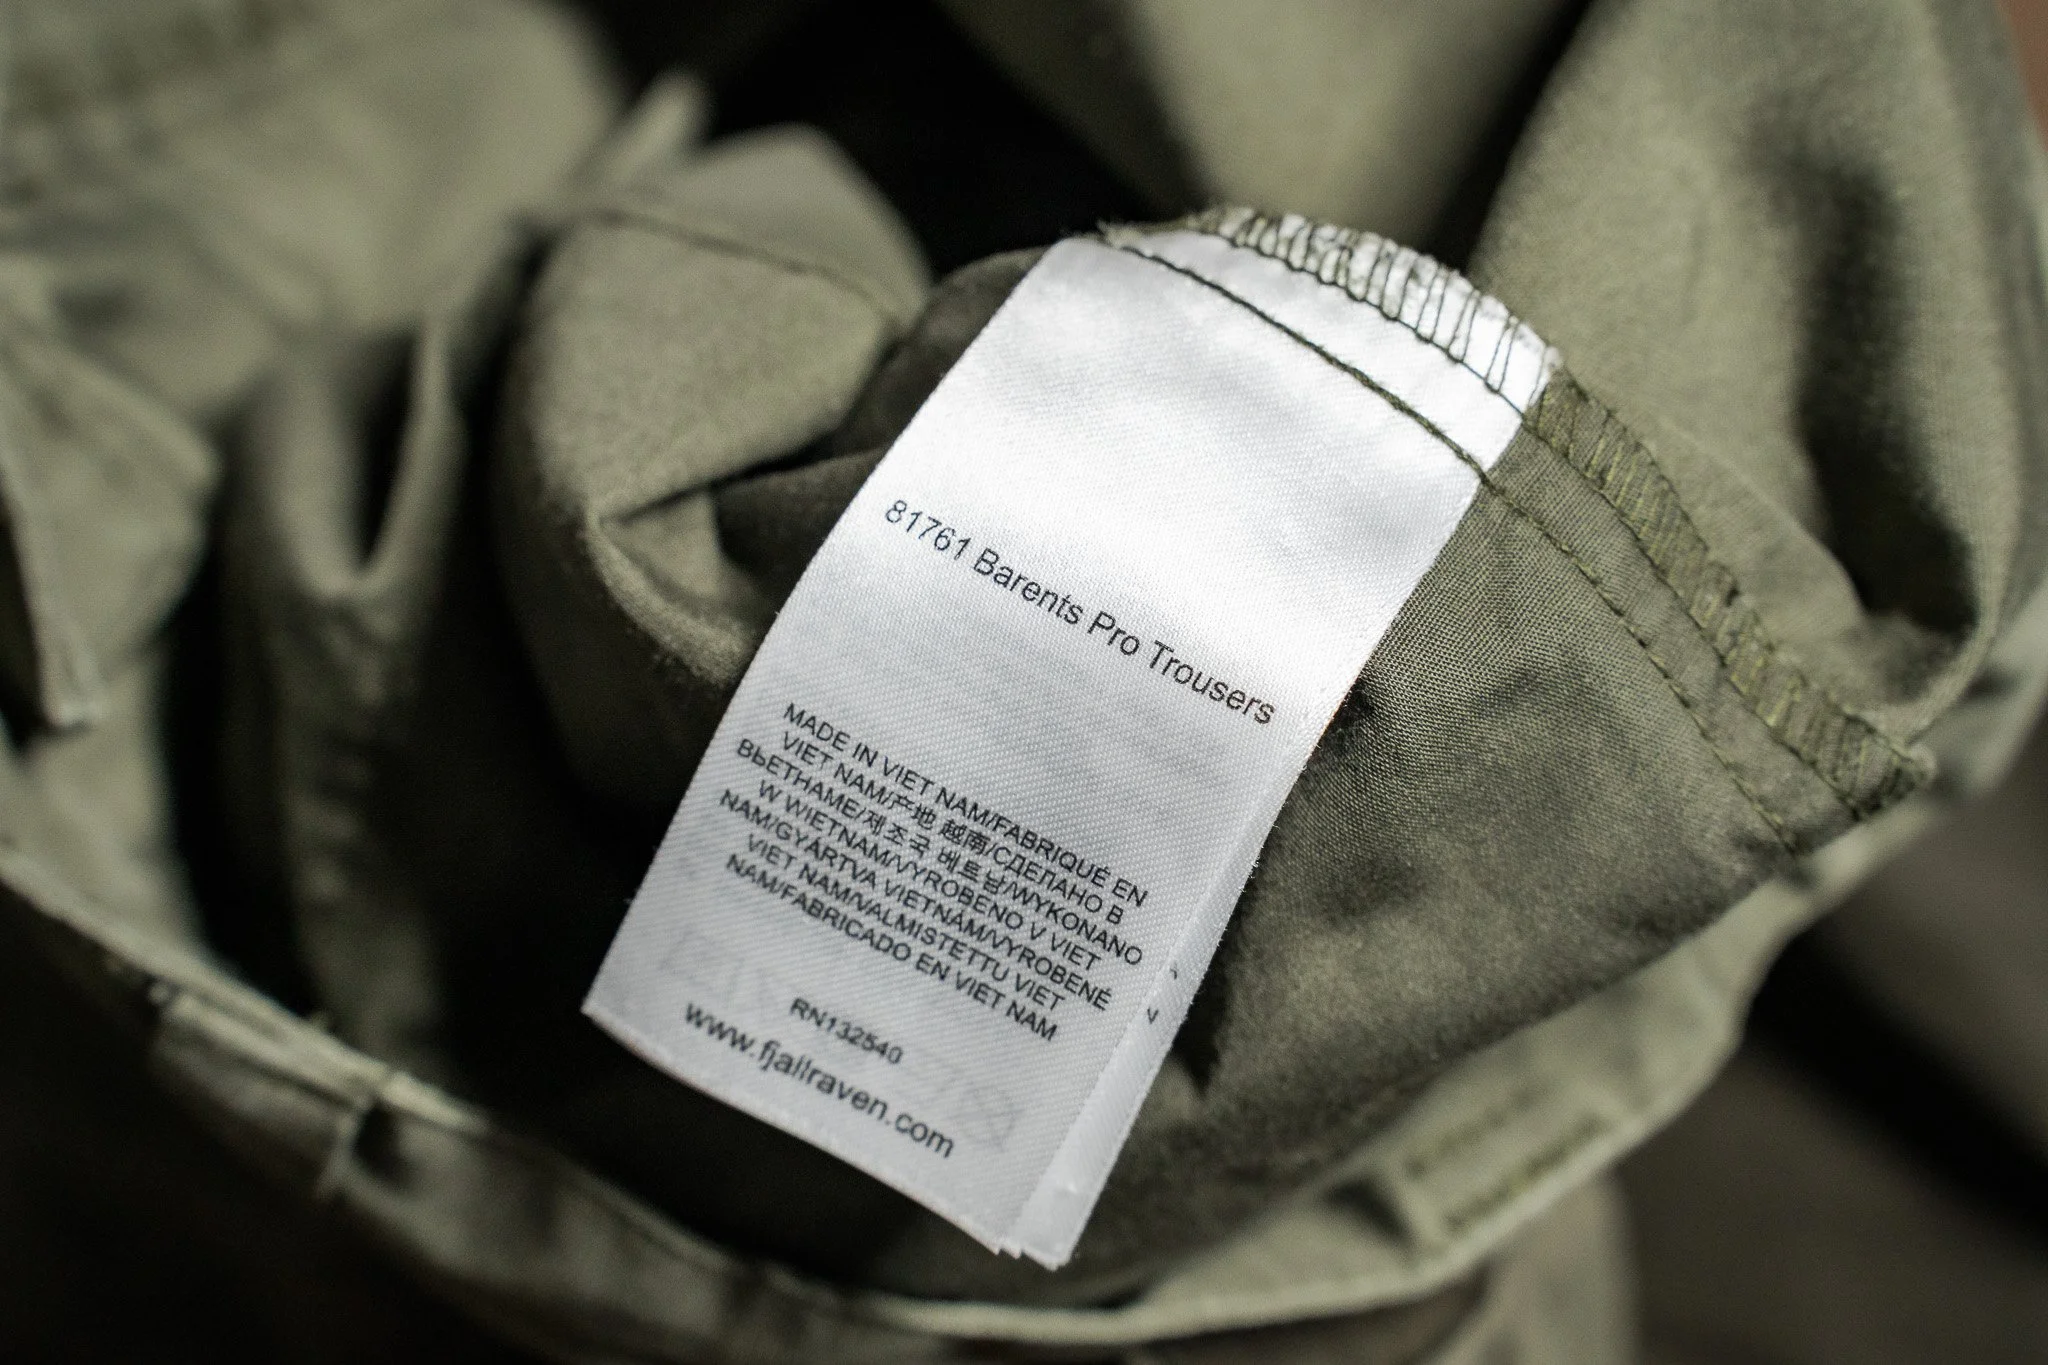 81761 Barents Pro Trousers
MADE IN VIET NAM/FABRIQUÉ EN
VIET NAM/产地 越南/СДЕЛАНО В
ВЬЕТНАМЕ/제조국 베트남/WYKONANO
W WIETNAM/VYROBENO V VIET
NAM/GYÁRTVA VIETNÁM/VYROBENÉ
VIET NAM/VALMISTETTU VIET
NAM/FABRICADO EN VIET NAM
RN132540
www.fjallraven.com